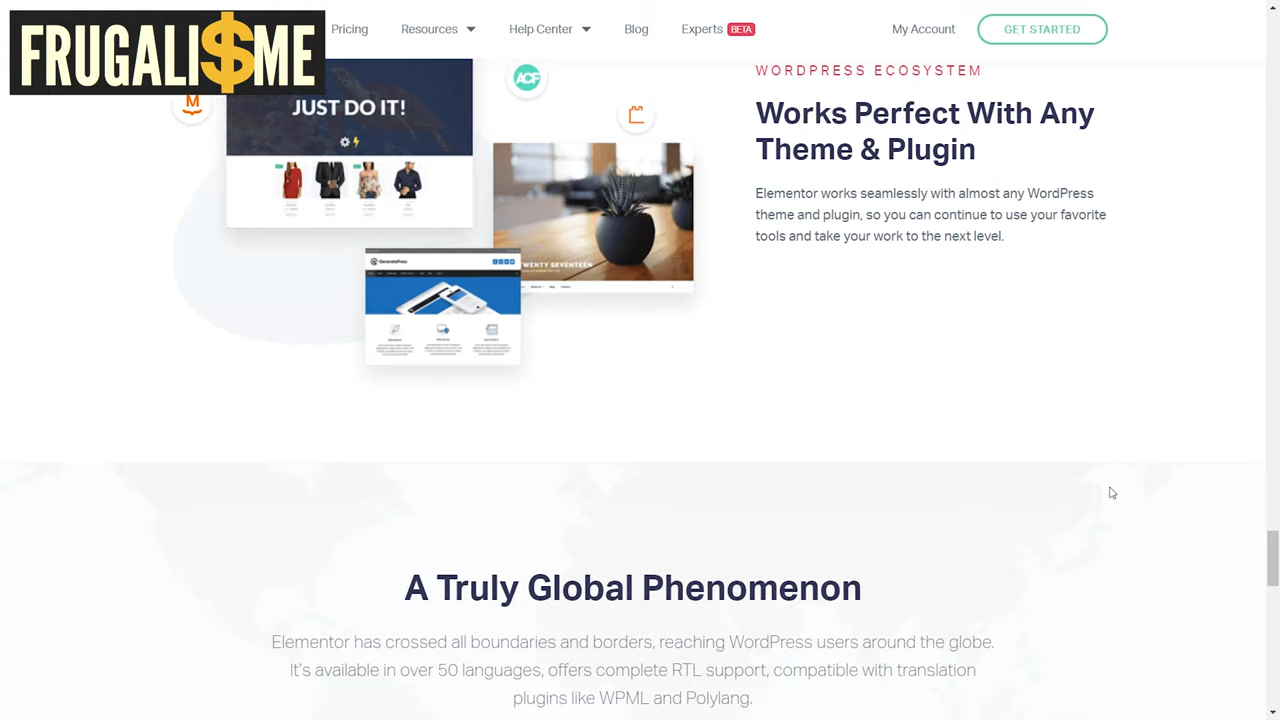 FRUGALI$ME
Pricing
Resources
Help Center
Blog
Experts BETA
My Account
GET STARTED
M
JUST DO IT!
ACF
WORDPRESS ECOSYSTEM
Works Perfect With Any
Theme & Plugin
Elementor works seamlessly with almost any WordPress
theme and plugin, so you can continue to use your favorite
tools and take your work to the next level.
GeneratePress
TWENTY SEVENTEEN
A Truly Global Phenomenon
Elementor has crossed all boundaries and borders, reaching WordPress users around the globe.
It's available in over 50 languages, offers complete RTL support, compatible with translation
plugins like WPML and Polylang.